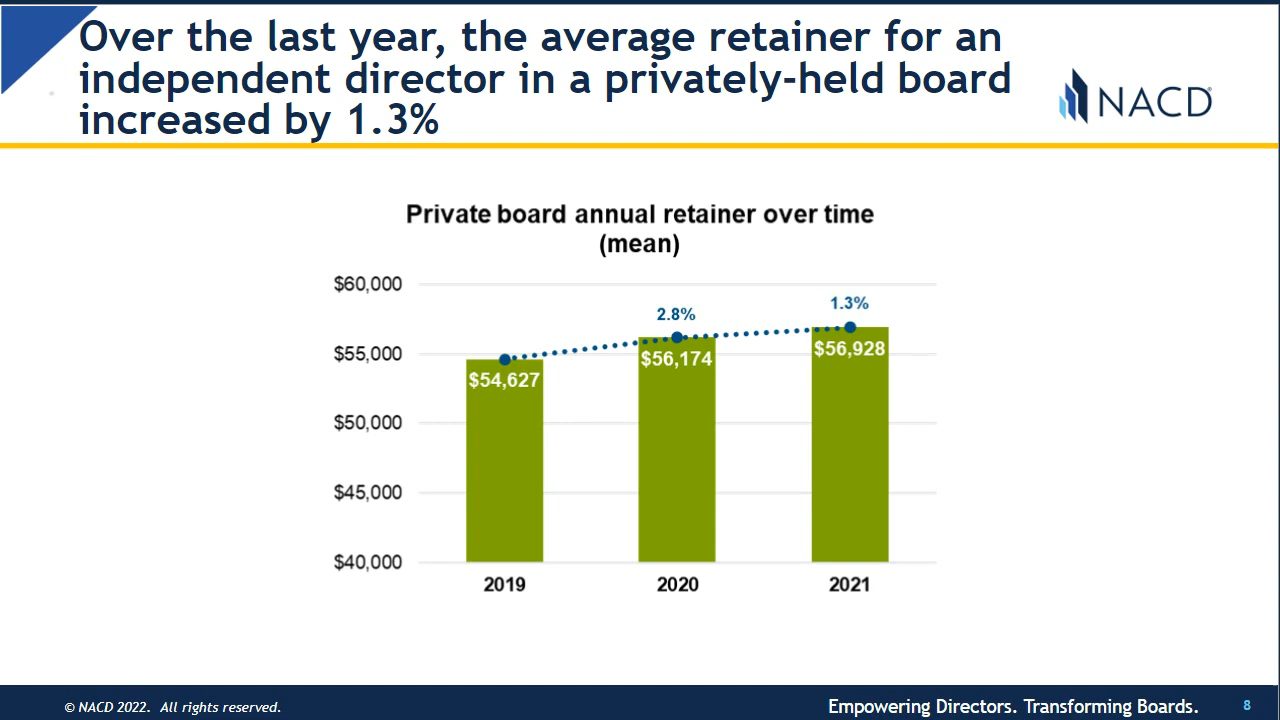 Over the last year, the average retainer for an
independent director in a privately-held board
increased by 1.3%
NACD®
Private board annual retainer over time
(mean)
$60,000
$55,000
$50,000
$45,000
$40,000
2.8%
1.3%
$54,627
$56,174
$56,928
2019
2020
2021
© NACD 2022. All rights reserved.
Empowering Directors. Transforming Boards.
8